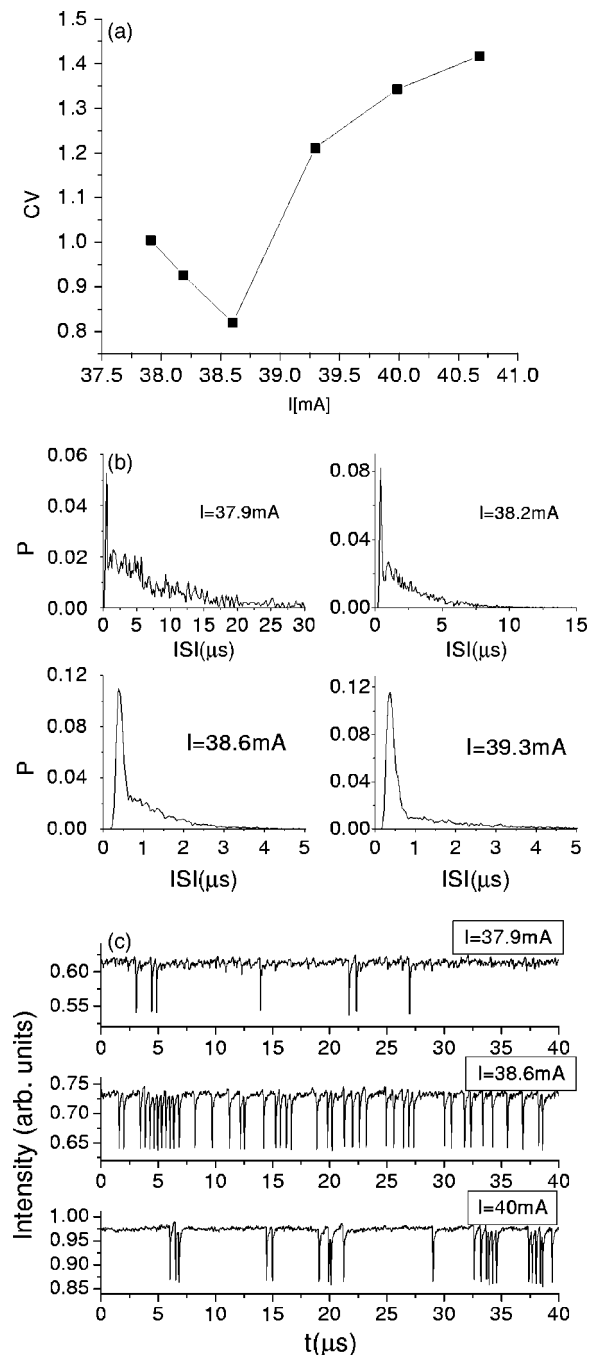 (a)
1.5
1.4
1.3
1.2
1.1
1.0
0.9
0.8
CV
37.5 38.0 38.5 39.0 39.5 40.0 40.5 41.0
I[mA]
(b)
0.06
0.04
0.02
0.00
P
I=37.9mA
0 5 10 15 20 25 30
ISI(μs)
0.08
0.04
0.00
I=38.2mA
0 5 10 15
ISI(μs)
0.12
0.08
0.04
0.00
P
I=38.6mA
0 1 2 3 4 5
ISI(μs)
0.12
0.08
0.04
0.00
I=39.3mA
0 1 2 3 4 5
ISI(μs)
(c)
I=37.9mA
0.60
0.55
0 5 10 15 20 25 30 35 40
I=38.6mA
0.75
0.70
0.65
0 5 10 15 20 25 30 35 40
I=40mA
1.00
0.95
0.90
0.85
0 5 10 15 20 25 30 35 40
Intensity (arb. units)
t(μs)